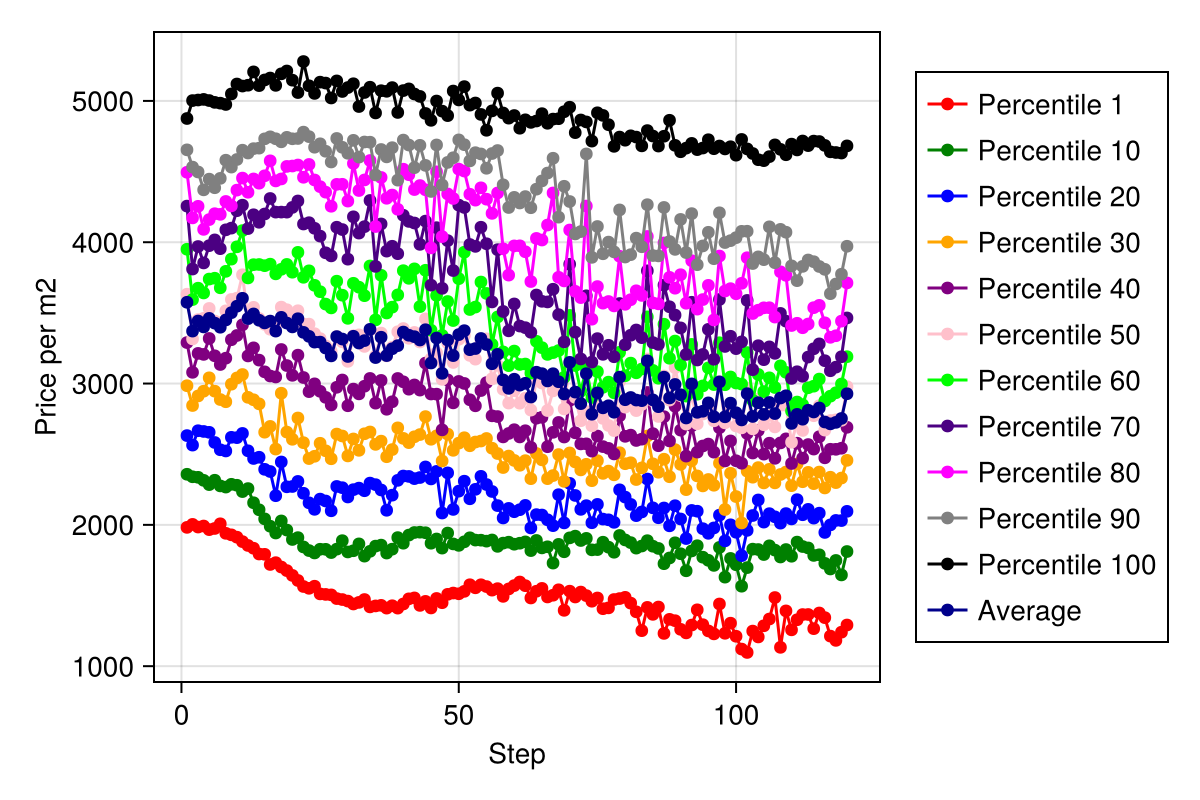 5000
4000
3000
2000
1000
Price per m2
0
50
100
Step
Percentile 1
Percentile 10
Percentile 20
Percentile 30
Percentile 40
Percentile 50
Percentile 60
Percentile 70
Percentile 80
Percentile 90
Percentile 100
Average